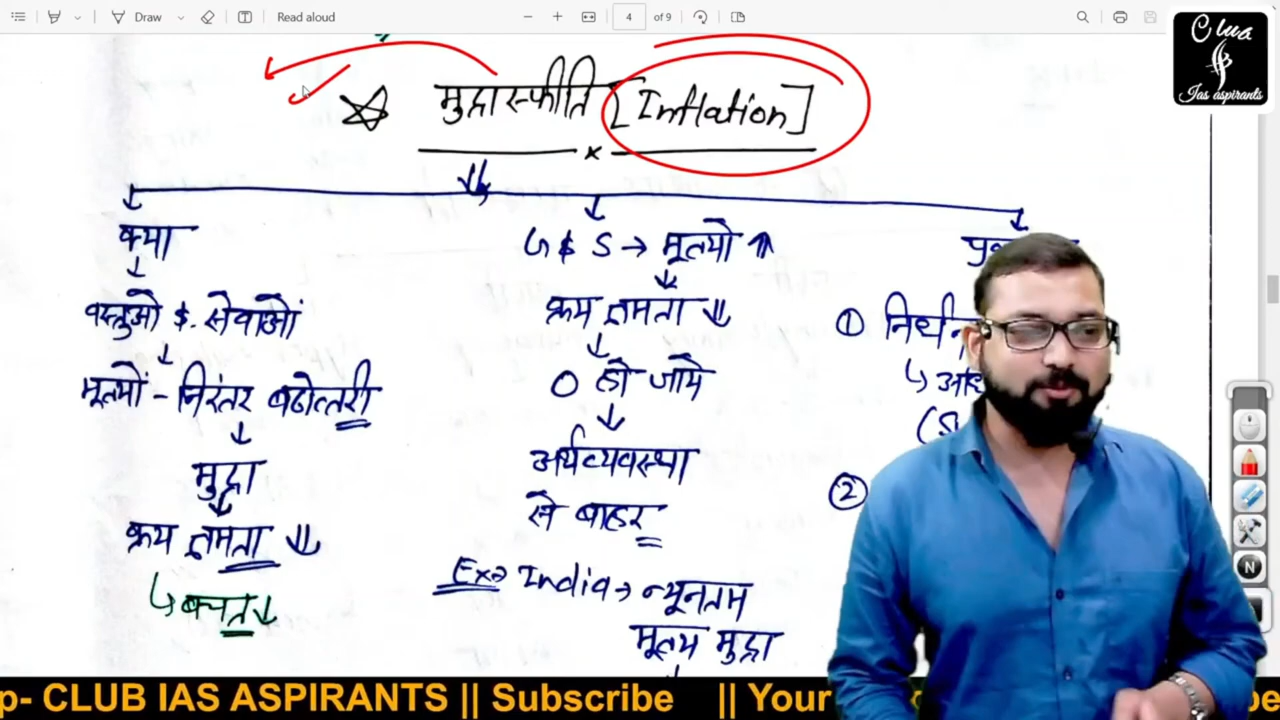 Draw
Read aloud
4 of 9
Clua
Ias aspirants
मुद्रास्फीति [Inflation]
क्या
वस्तुओ $. सेवाओं
मूल्यों - निरंतर बढोत्तरी
मुद्रा
क्रय क्षमता ⇓
↳ बचत↓
G $ S → मूल्यो ⇑
क्रय क्षमता ⇓
0 हो जाये
अर्थव्यवस्था
से बाहर
Ex→ India → न्यूनतम
मूल्य मुद्रा
①
②
N
p- CLUB IAS ASPIRANTS || Subscribe || Your